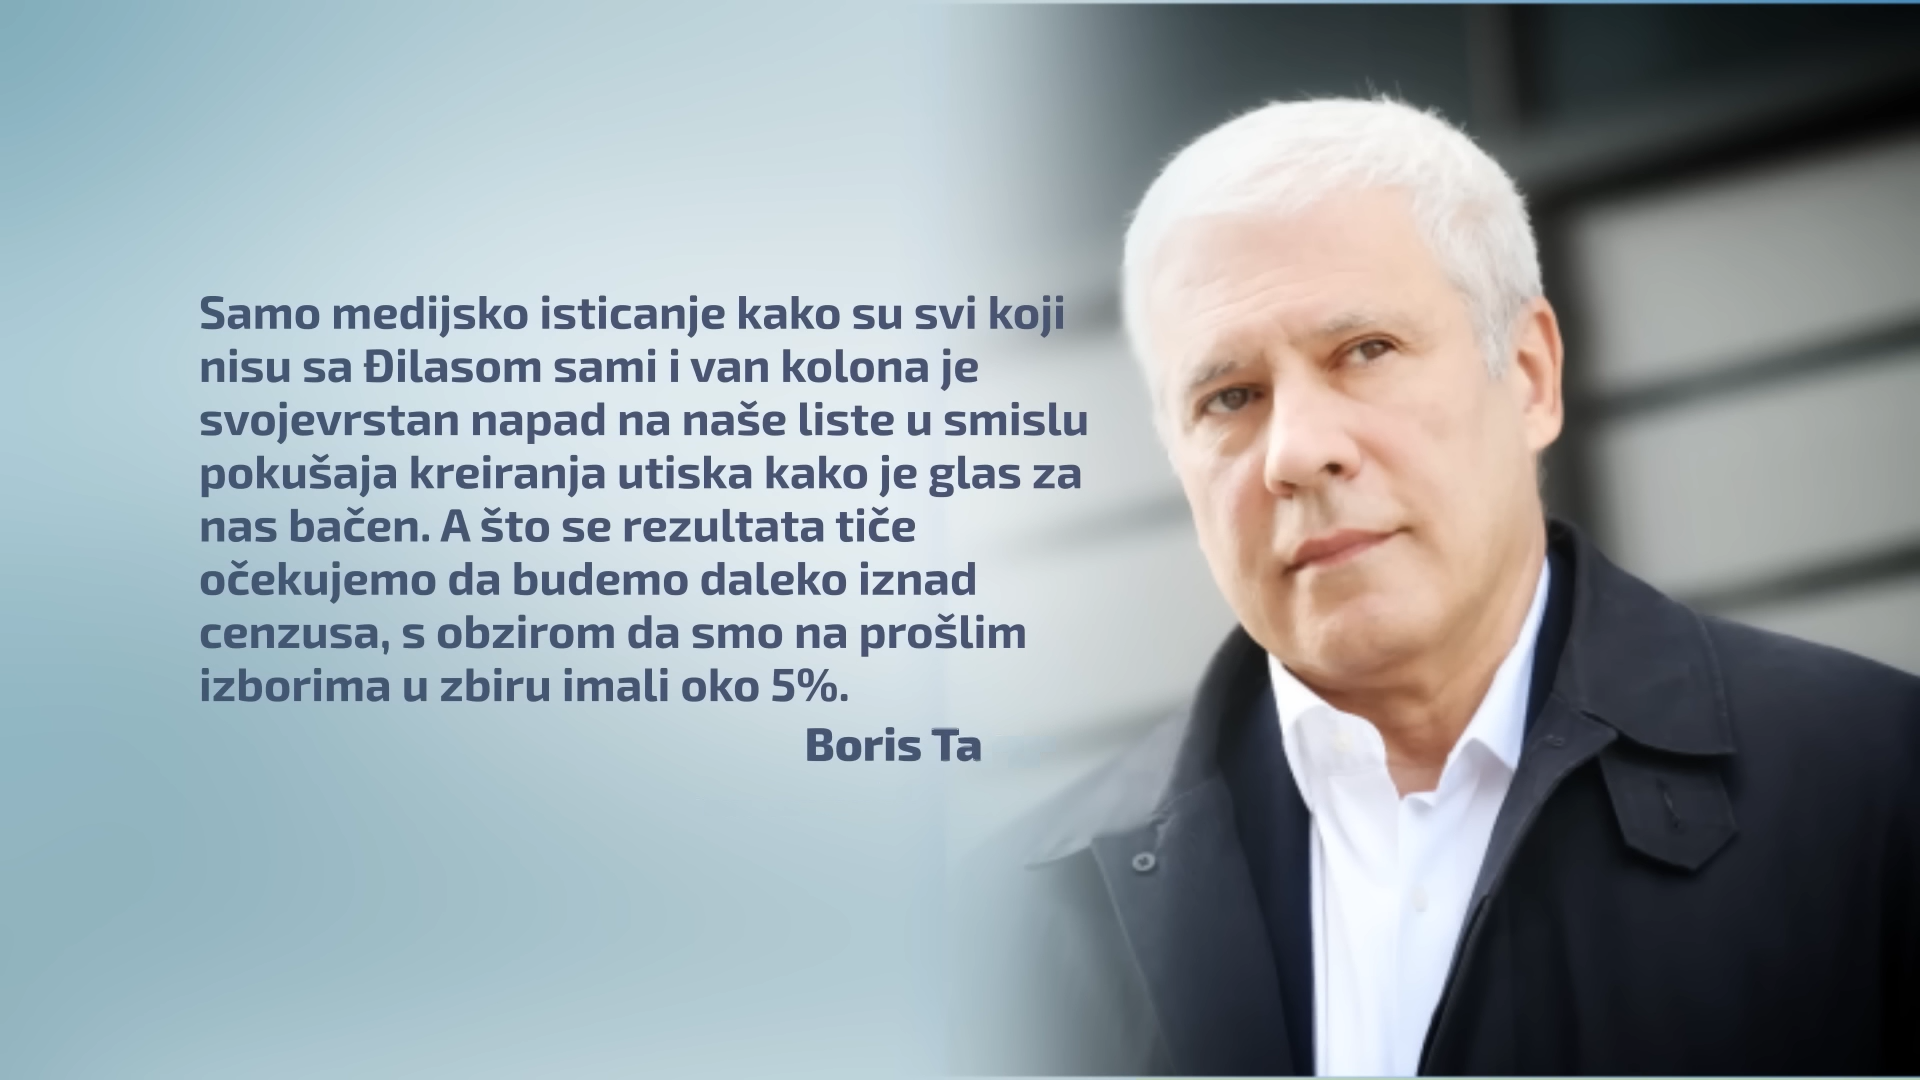 Samo medijsko isticanje kako su svi koji
nisu sa Đilasom sami i van kolona je
svojevrstan napad na naše liste u smislu
pokušaja kreiranja utiska kako je glas za
nas bačen. A što se rezultata tiče
očekujemo da budemo daleko iznad
cenzusa, s obzirom da smo na prošlim
izborima u zbiru imali oko 5%.
Boris Ta